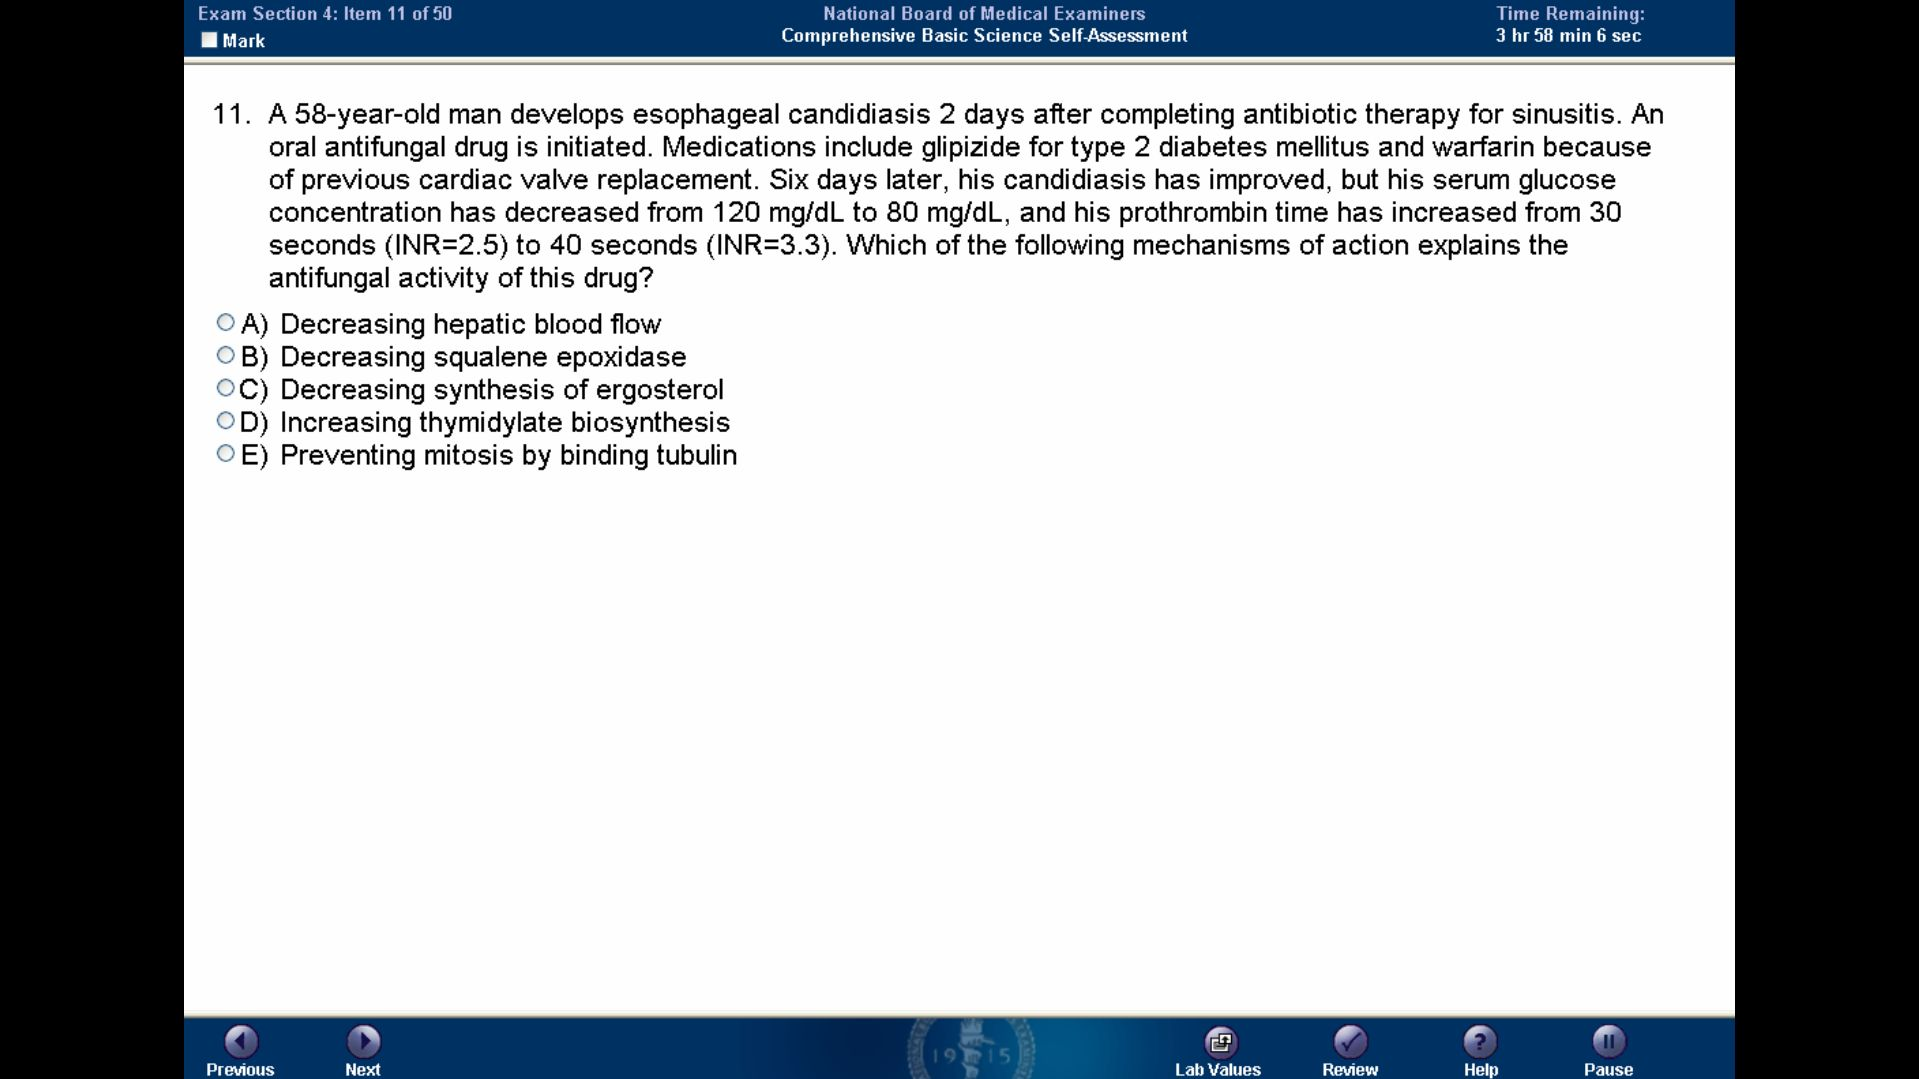 Exam Section 4: Item 11 of 50
National Board of Medical Examiners
Time Remaining:
Mark
Comprehensive Basic Science Self-Assessment
3 hr 58 min 6 sec
11. A 58-year-old man develops esophageal candidiasis 2 days after completing antibiotic therapy for sinusitis. An
oral antifungal drug is initiated. Medications include glipizide for type 2 diabetes mellitus and warfarin because
of previous cardiac valve replacement. Six days later, his candidiasis has improved, but his serum glucose
concentration has decreased from 120 mg/dL to 80 mg/dL, and his prothrombin time has increased from 30
seconds (INR=2.5) to 40 seconds (INR=3.3). Which of the following mechanisms of action explains the
antifungal activity of this drug?
A) Decreasing hepatic blood flow
B) Decreasing squalene epoxidase
C) Decreasing synthesis of ergosterol
D) Increasing thymidylate biosynthesis
E) Preventing mitosis by binding tubulin
19 15
Previous
Next
Lab Values
Review
Help
Pause